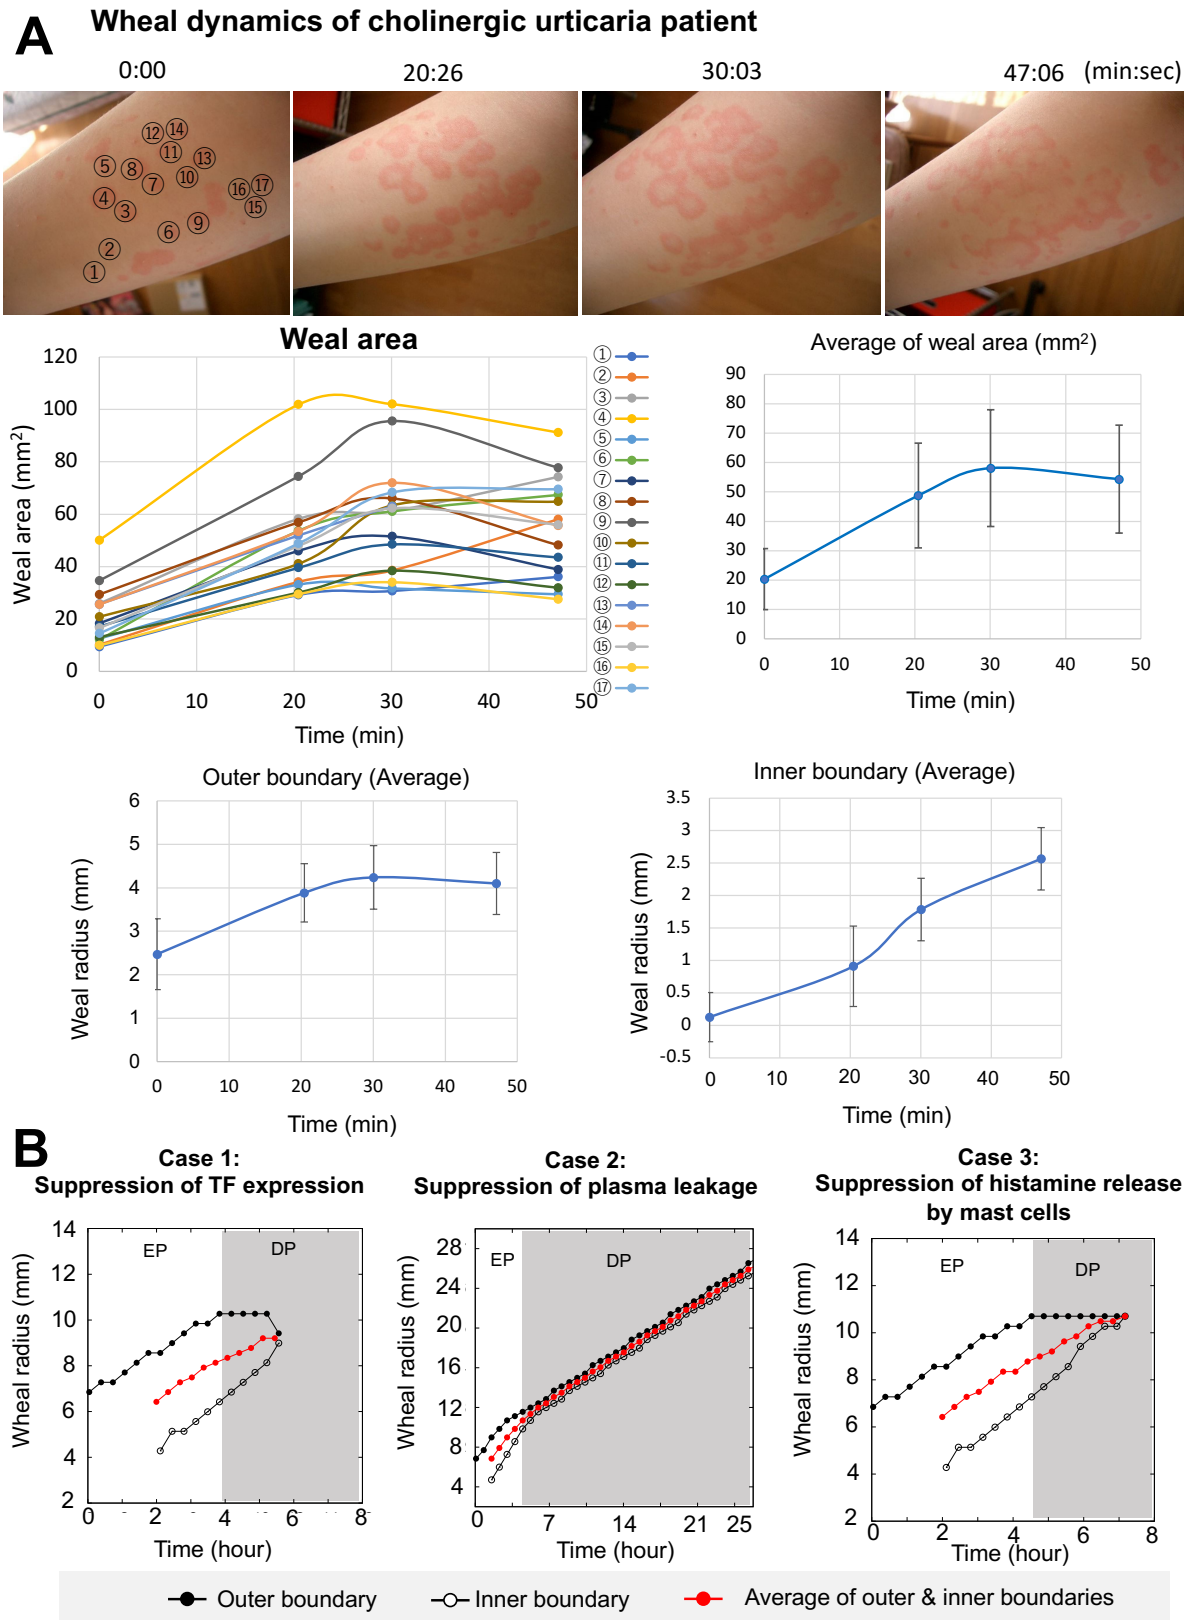 A
Wheal dynamics of cholinergic urticaria patient
0:00 20:26 30:03 47:06 (min:sec)
⑫ ⑭
⑪ ⑬
⑤ ⑧
⑦ ⑩
⑯ ⑰
④
③ ⑮
⑥ ⑨
②
①
Weal area
Weal area (mm²)
120
100
80
60
40
20
0
0 10 20 30 40 50
Time (min)
①
②
③
④
⑤
⑥
⑦
⑧
⑨
⑩
⑪
⑫
⑬
⑭
⑮
⑯
⑰
Average of weal area (mm²)
90
80
70
60
50
40
30
20
10
0
0 10 20 30 40 50
Time (min)
Outer boundary (Average)
Weal radius (mm)
6
5
4
3
2
1
0
0 10 20 30 40 50
Time (min)
Inner boundary (Average)
Weal radius (mm)
3.5
3
2.5
2
1.5
1
0.5
0
-0.5
0 10 20 30 40 50
Time (min)
B
Case 1:
Suppression of TF expression
Wheal radius (mm)
14
12
10
8
6
4
2
EP DP
0 2 4 6 8
Time (hour)
Case 2:
Suppression of plasma leakage
Wheal radius (mm)
28
24
20
16
12
8
4
EP DP
0 7 14 21 25
Time (hour)
Case 3:
Suppression of histamine release
by mast cells
Wheal radius (mm)
14
12
10
8
6
4
2
EP DP
0 2 4 6 8
Time (hour)
Outer boundary Inner boundary Average of outer & inner boundaries